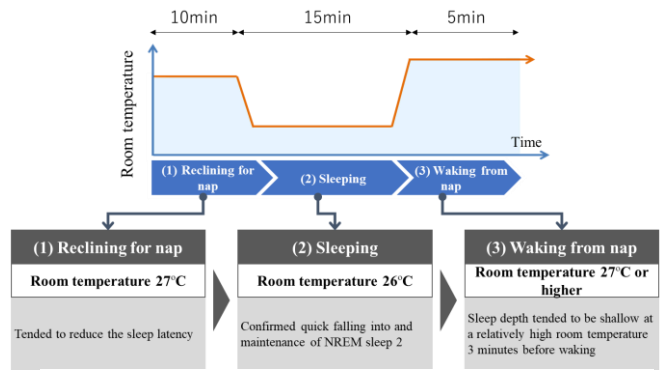 10min
15min
5min
Room temperature
Time
(1) Reclining for
nap
(2) Sleeping
(3) Waking from
nap
(1) Reclining for nap
Room temperature 27°C
Tended to reduce the sleep latency
(2) Sleeping
Room temperature 26°C
Confirmed quick falling into and
maintenance of NREM sleep 2
(3) Waking from nap
Room temperature 27°C or
higher
Sleep depth tended to be shallow at
a relatively high room temperature
3 minutes before waking